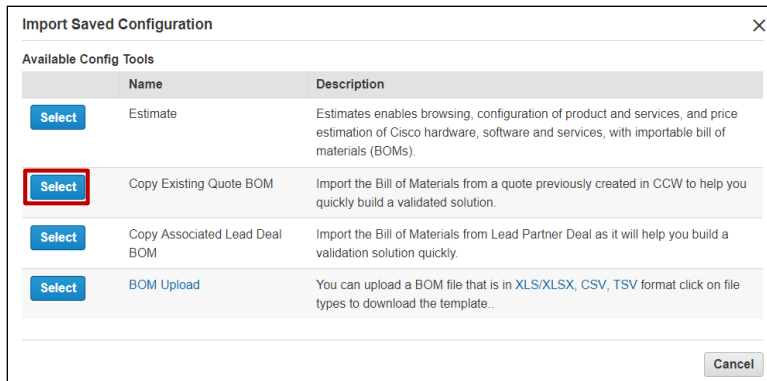 Import Saved Configuration
Available Config Tools
Name Description
Select Estimate Estimates enables browsing, configuration of product and services, and price
estimation of Cisco hardware, software and services, with importable bill of
materials (BOMs).
Select Copy Existing Quote BOM Import the Bill of Materials from a quote previously created in CCW to help you
quickly build a validated solution.
Select Copy Associated Lead Deal Import the Bill of Materials from Lead Partner Deal as it will help you build a
BOM validation solution quickly.
Select BOM Upload You can upload a BOM file that is in XLS/XLSX, CSV, TSV format click on file
types to download the template..
Cancel